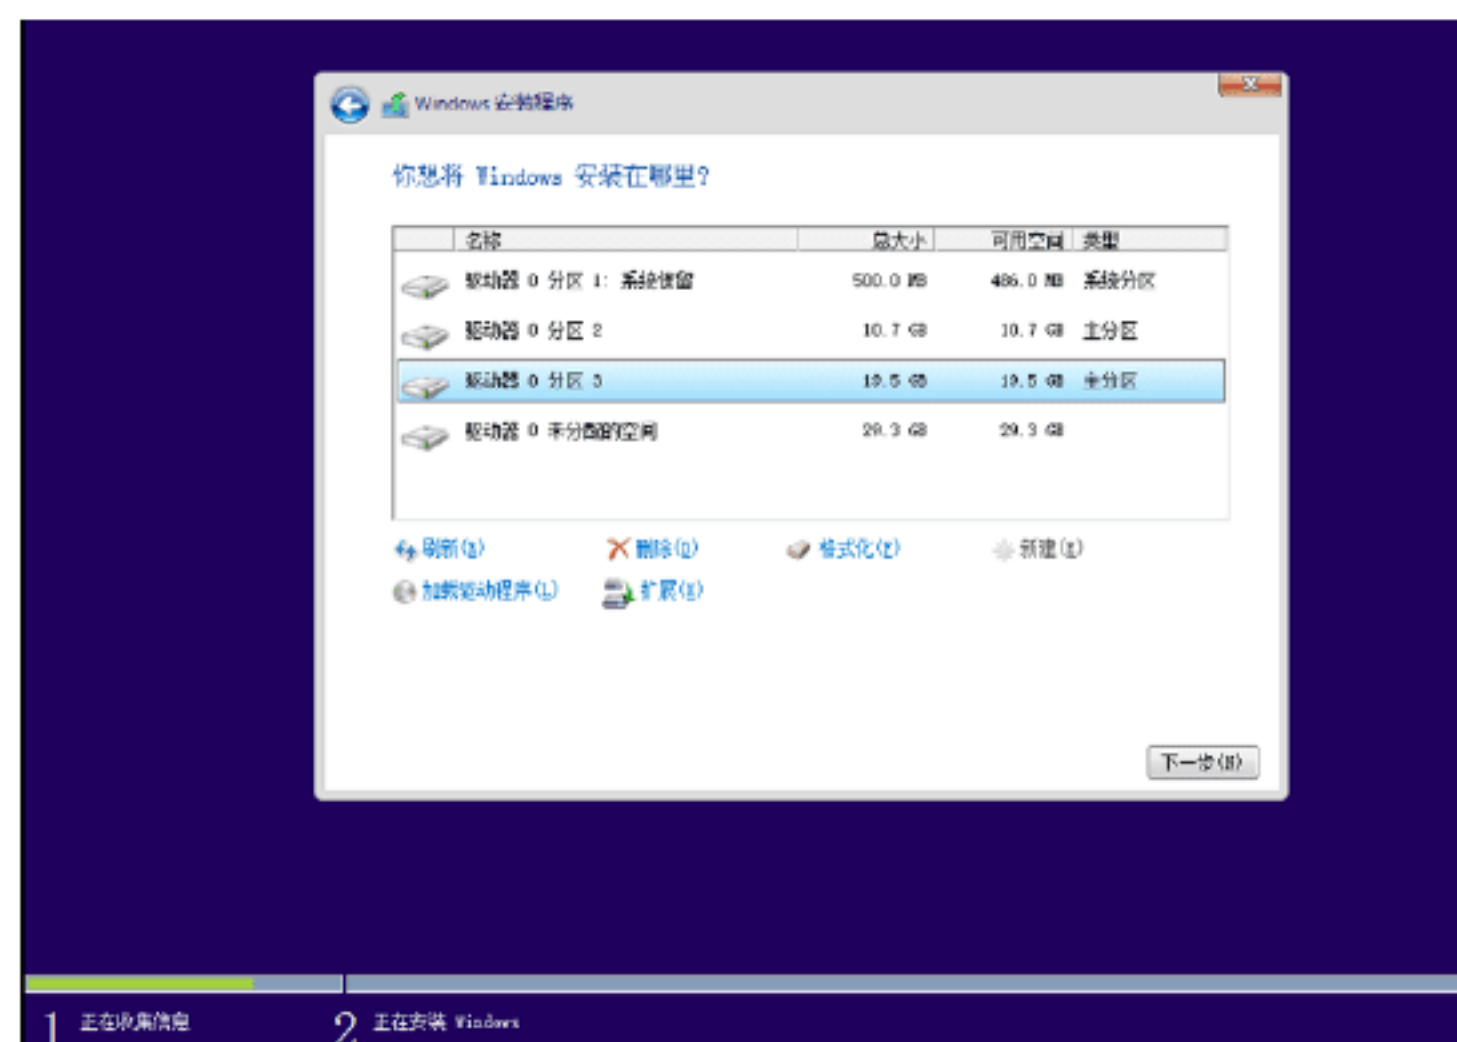 Windows 安装程序
你想将 Windows 安装在哪里?
名称 总大小 可用空间 类型
驱动器 0 分区 1: 系统保留 500.0 MB 486.0 MB 系统分区
驱动器 0 分区 2 10.7 GB 10.7 GB 主分区
驱动器 0 分区 3 19.5 GB 19.5 GB 主分区
驱动器 0 未分配的空间 29.3 GB 29.3 GB
刷新(R) 删除(D) 格式化(F) 新建(E)
加载驱动程序(L) 扩展(X)
下一步(N)
1 正在收集信息 2 正在安装 Windows